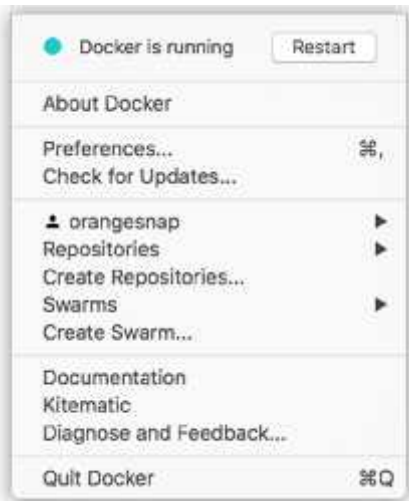 Docker is running Restart
About Docker
Preferences... ⌘,
Check for Updates...
orangesnap
Repositories
Create Repositories...
Swarms
Create Swarm...
Documentation
Kitematic
Diagnose and Feedback...
Quit Docker ⌘Q